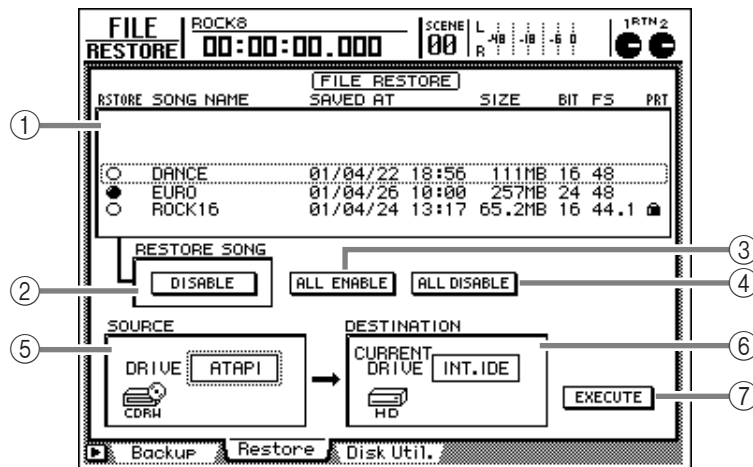 FILE RESTORE ROCK8 00:00:00.000 SCENE 00 L R -48 -18 -6 0 1RTN2
FILE RESTORE
RSTORE SONG NAME SAVED AT SIZE BIT FS PRT
①
DANCE 01/04/22 18:56 111MB 16 48
EURO 01/04/26 10:00 257MB 24 48
ROCK16 01/04/24 13:17 65.2MB 16 44.1
RESTORE SONG ③
② DISABLE ALL ENABLE ALL DISABLE ④
SOURCE DESTINATION
⑤ DRIVE ATAPI CURRENT DRIVE INT.IDE ⑥
CDRW HD EXECUTE ⑦
Backup Restore Disk Util.